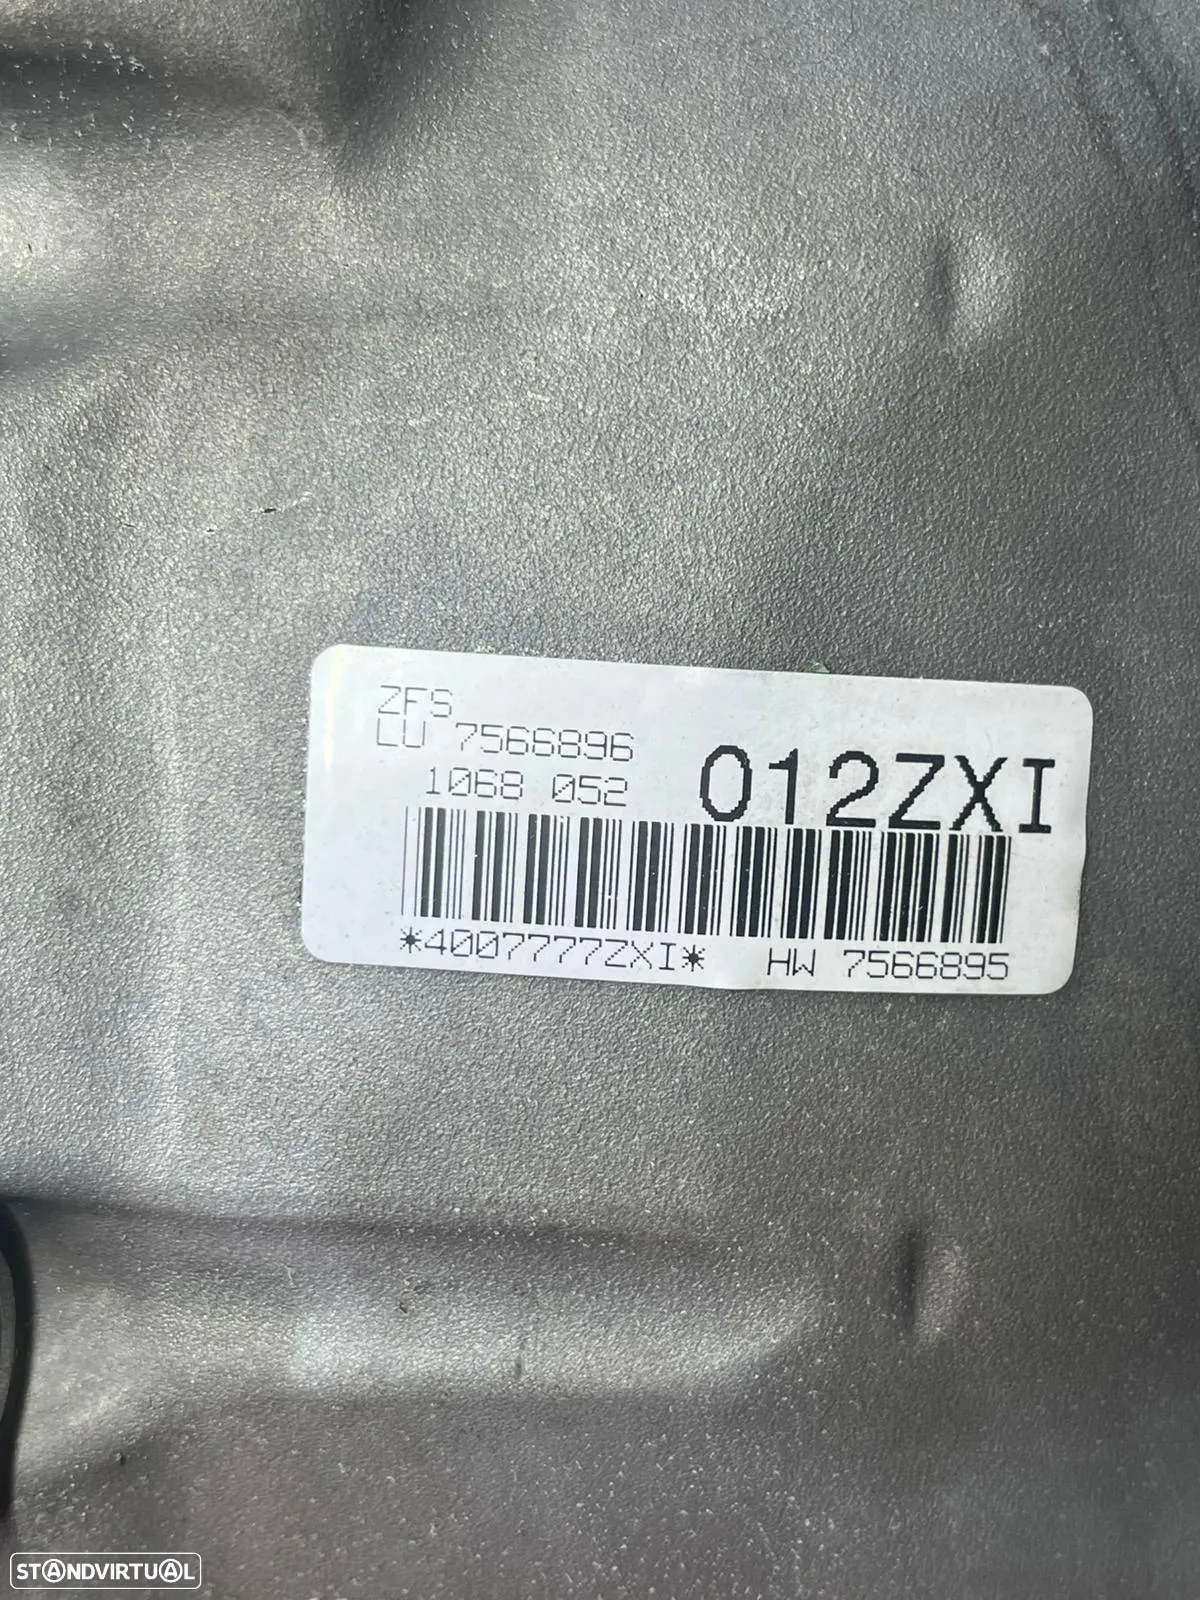 ZFS
LU 7566896
1068 052
012ZXI
*4007777ZXI* HW 7566895
STANDVIRTUAL